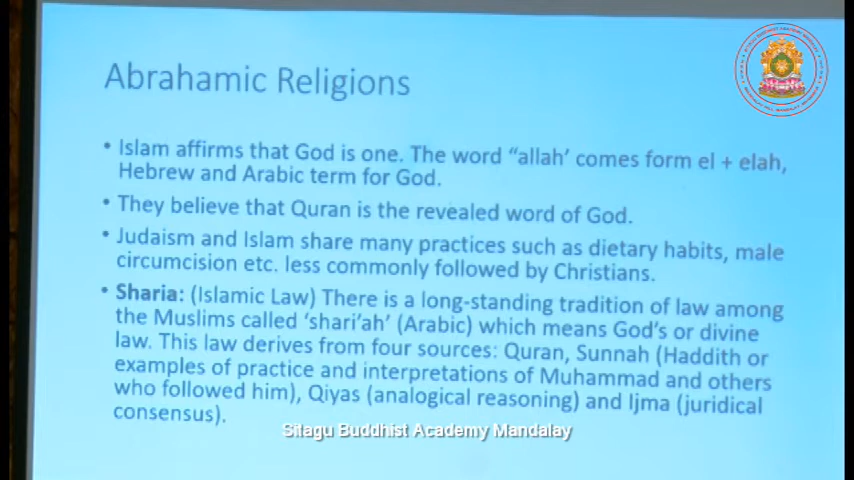 Abrahamic Religions
• Islam affirms that God is one. The word “allah’ comes form el + elah,
Hebrew and Arabic term for God.
• They believe that Quran is the revealed word of God.
• Judaism and Islam share many practices such as dietary habits, male
circumcision etc. less commonly followed by Christians.
• Sharia: (Islamic Law) There is a long-standing tradition of law among
the Muslims called ‘shari’ah’ (Arabic) which means God’s or divine
law. This law derives from four sources: Quran, Sunnah (Haddith or
examples of practice and interpretations of Muhammad and others
who followed him), Qiyas (analogical reasoning) and Ijma (juridical
consensus).
Sitagu Buddhist Academy Mandalay